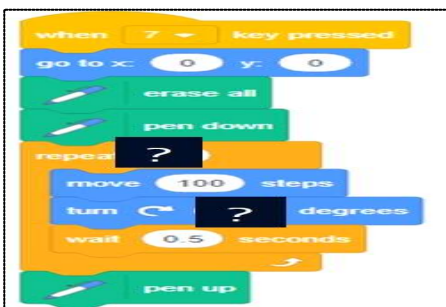 when 7 key pressed
go to x: 0 y: 0
erase all
pen down
repeat ?
move 100 steps
turn ? degrees
wait 0.5 seconds
pen up